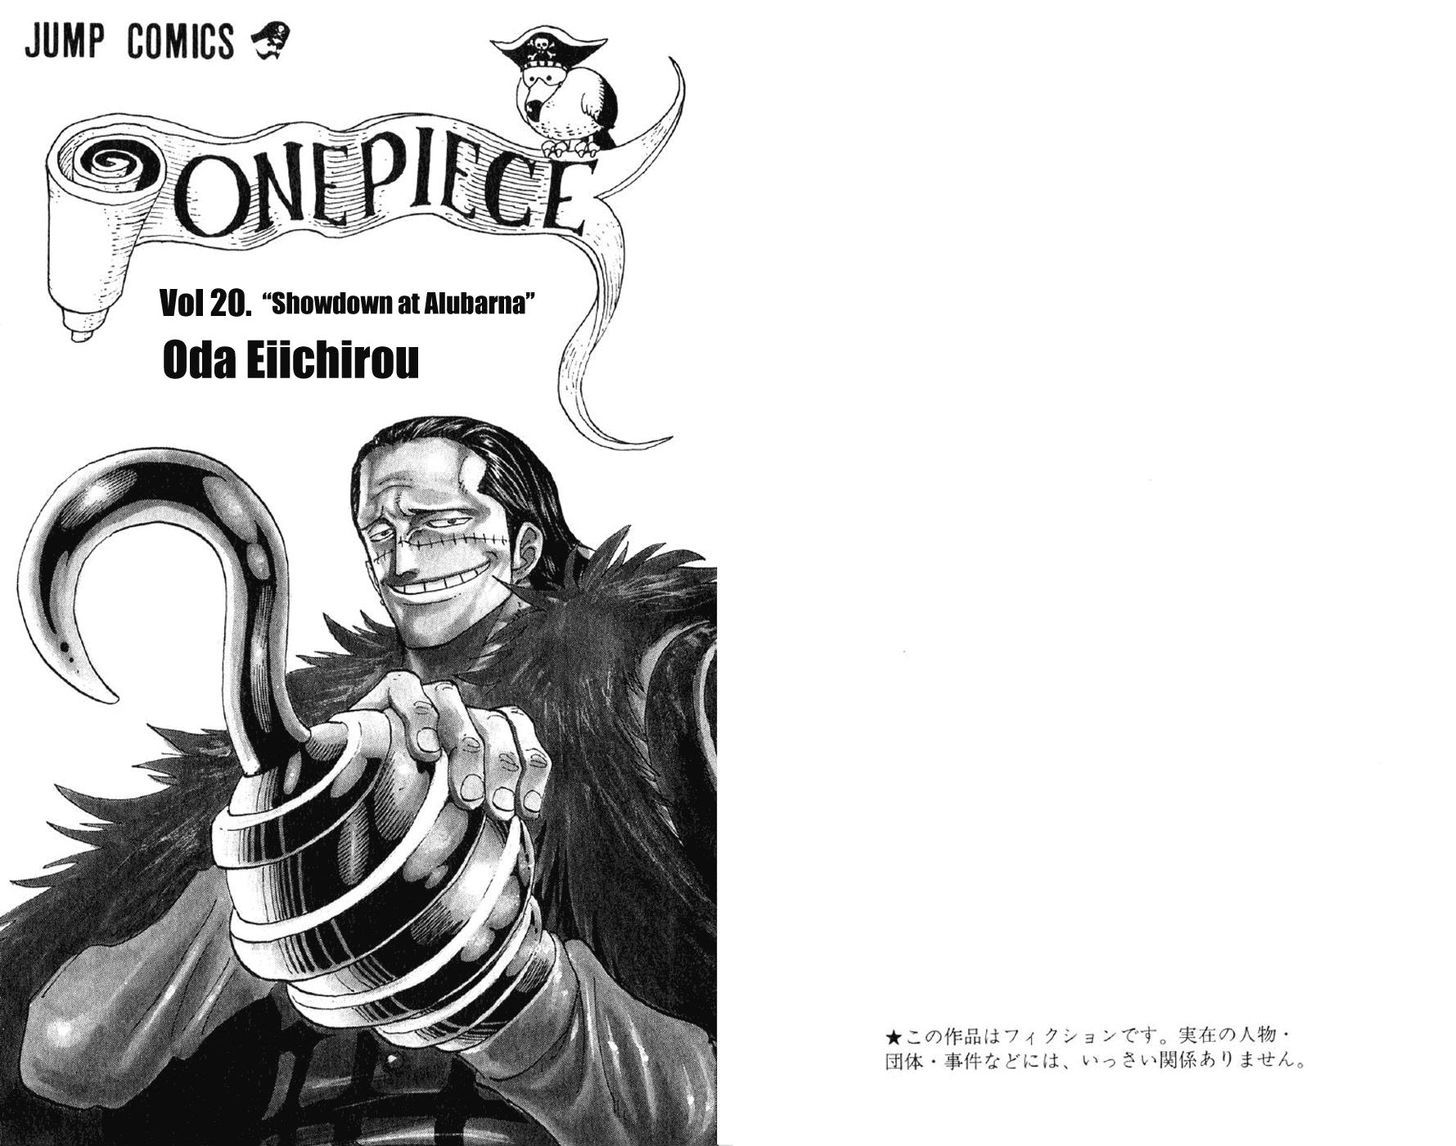 JUMP COMICS
ONE PIECE
Vol 20. “Showdown at Alubarna”
Oda Eiichirou
★この作品はフィクションです。実在の人物・
団体・事件などには、いっさい関係ありません。